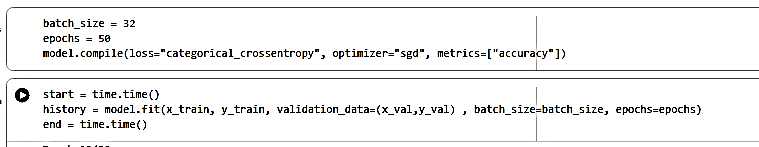 batch_size = 32
epochs = 50
model.compile(loss="categorical_crossentropy", optimizer="sgd", metrics=["accuracy"])
start = time.time()
history = model.fit(x_train, y_train, validation_data=(x_val,y_val) , batch_size=batch_size, epochs=epochs)
end = time.time()